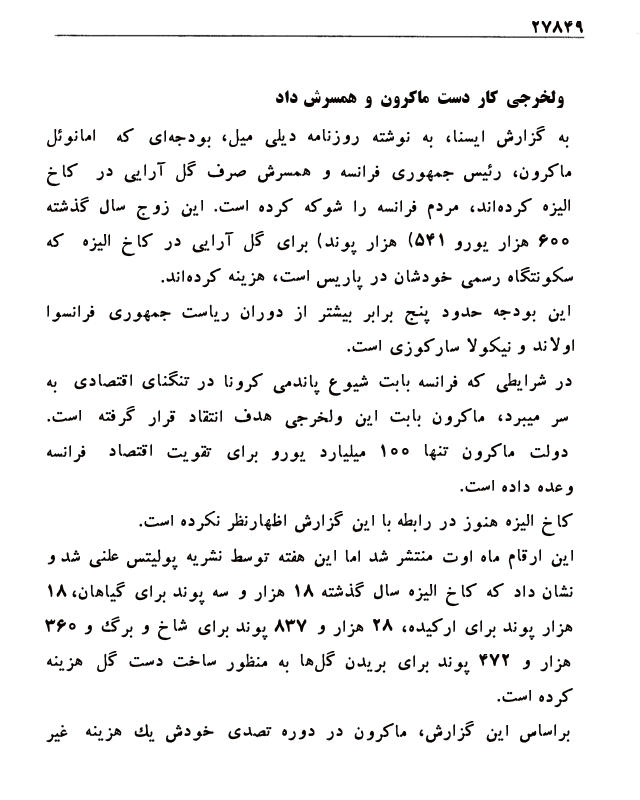 ۲۷۸۴۹
ولخرجی کار دست ماکرون و همسرش داد
به گزارش ایسنا، به نوشته روزنامه دیلی میل، بودجه‌ای که امانوئل
ماکرون، رئیس جمهوری فرانسه و همسرش صرف گل آرایی در کاخ
الیزه کرده‌اند، مردم فرانسه را شوکه کرده است. این زوج سال گذشته
۶۰۰ هزار یورو ۵۴۱) هزار پوند) برای گل آرایی در کاخ الیزه که
سکونتگاه رسمی خودشان در پاریس است، هزینه کرده‌اند.
این بودجه حدود پنج برابر بیشتر از دوران ریاست جمهوری فرانسوا
اولاند و نیکولا سارکوزی است.
در شرایطی که فرانسه بابت شیوع پاندمی کرونا در تنگنای اقتصادی به
سر میبرد، ماکرون بابت این ولخرجی هدف انتقاد قرار گرفته است.
دولت ماکرون تنها ۱۰۰ میلیارد یورو برای تقویت اقتصاد فرانسه
وعده داده است.
کاخ الیزه هنوز در رابطه با این گزارش اظهارنظر نکرده است.
این ارقام ماه اوت منتشر شد اما این هفته توسط نشریه پولیتس علنی شد و
نشان داد که کاخ الیزه سال گذشته ۱۸ هزار و سه پوند برای گیاهان، ۱۸
هزار پوند برای ارکیده، ۲۸ هزار و ۸۳۷ پوند برای شاخ و برگ و ۳۶۰
هزار و ۴۷۲ پوند برای بریدن گل‌ها به منظور ساخت دست گل هزینه
کرده است.
براساس این گزارش، ماکرون در دوره تصدی خودش یك هزینه غیر